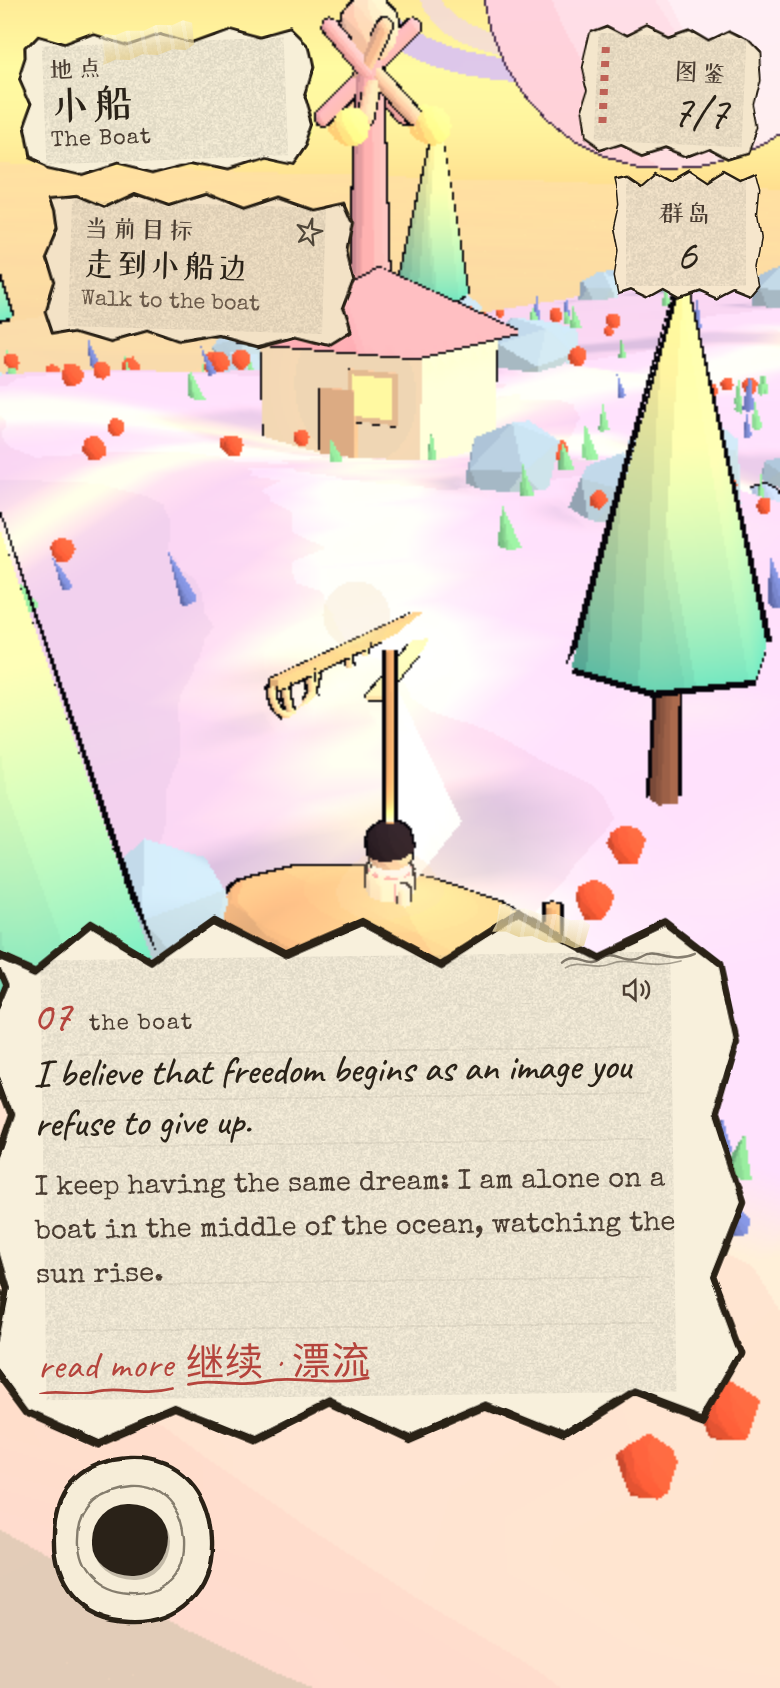 地点
小船
The Boat
图鉴
7/7
当前目标
走到小船边
Walk to the boat
群岛
6
07 the boat
I believe that freedom begins as an image you
refuse to give up.
I keep having the same dream: I am alone on a
boat in the middle of the ocean, watching the
sun rise.
read more 继续 · 漂流